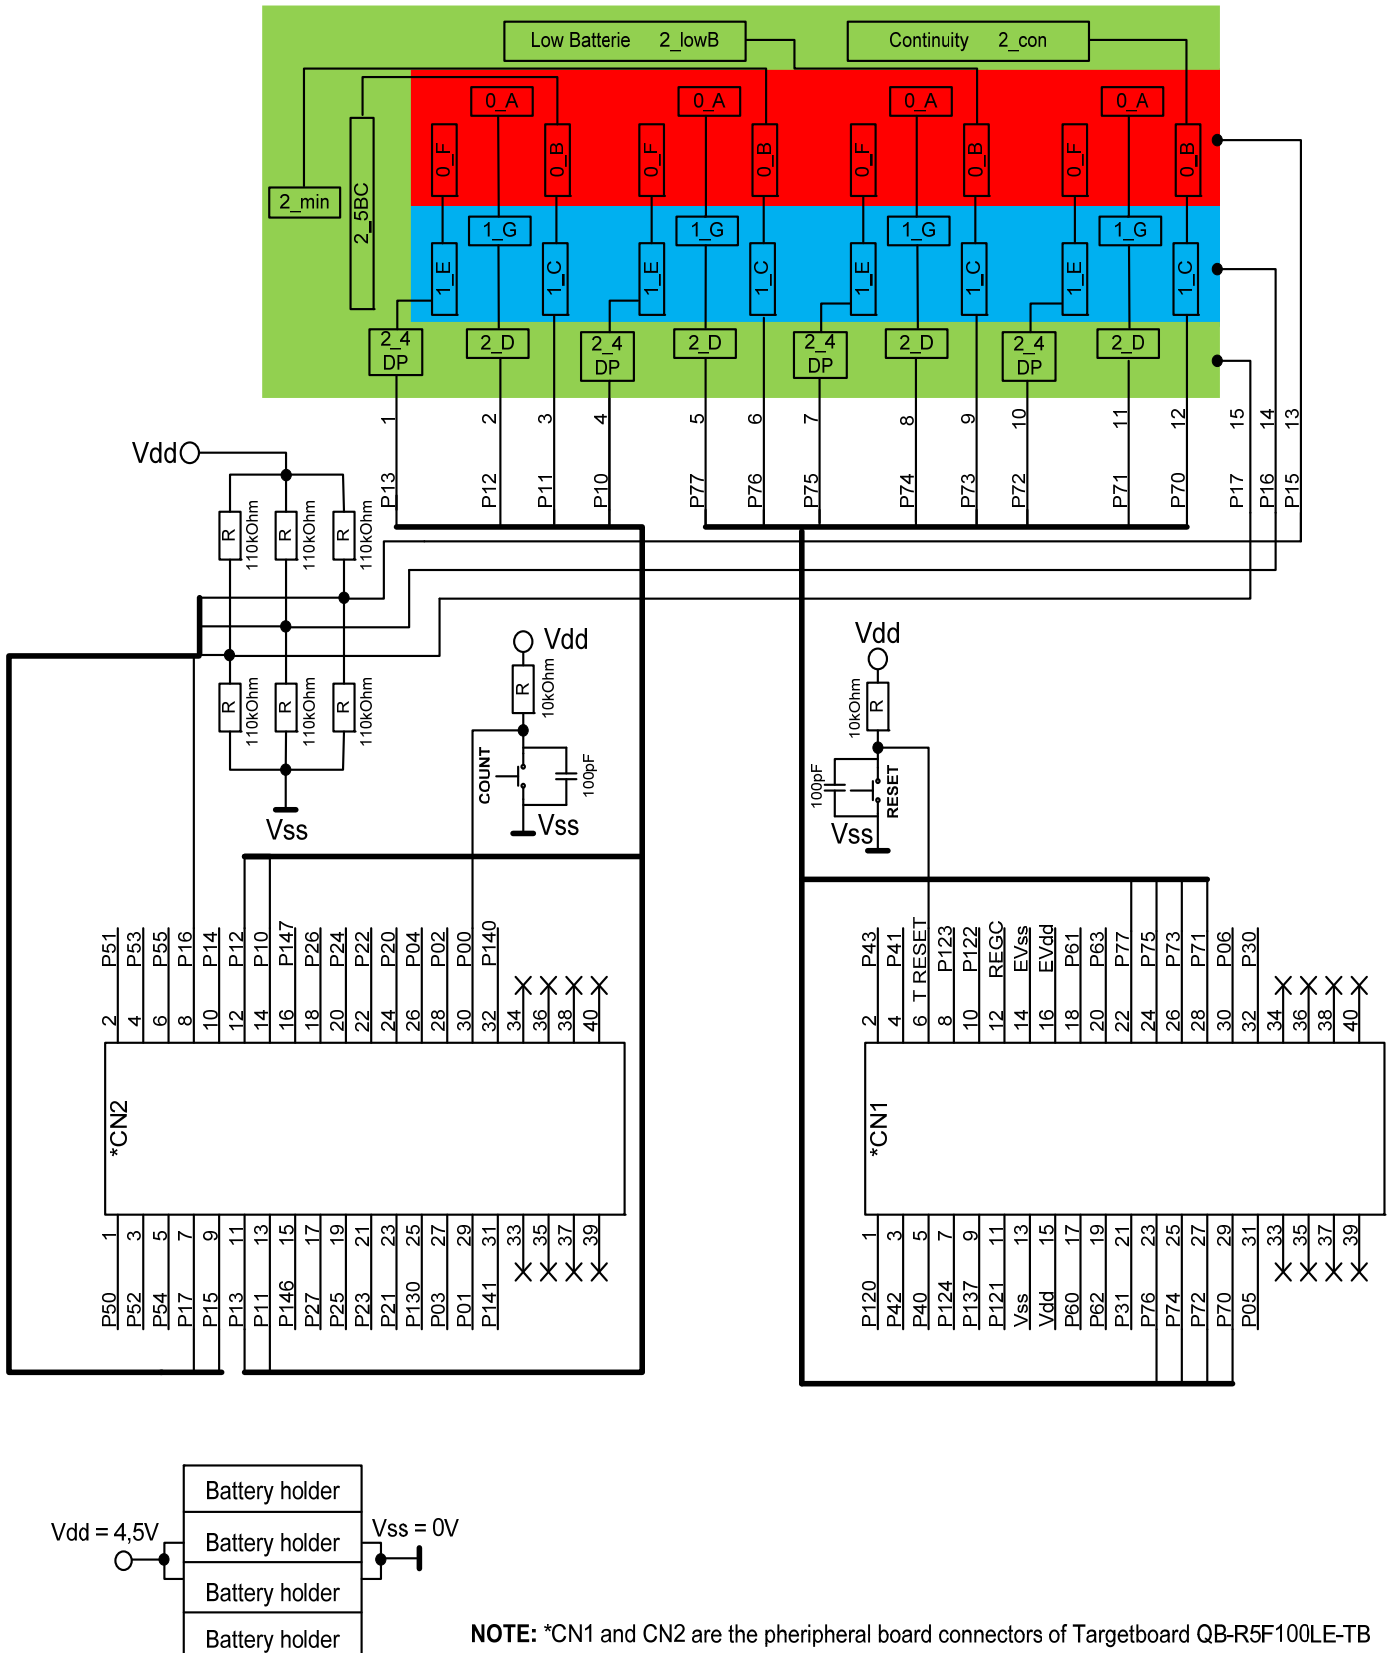 Low Batterie 2_lowB
Continuity 2_con
0_A 0_A 0_A 0_A
0_F 0_B 0_F 0_B 0_F 0_B 0_F 0_B
2_min
2_5BC
1_G 1_G 1_G 1_G
1_E 1_C 1_E 1_C 1_E 1_C 1_E 1_C
2_4 DP
2_D
2_4 DP
2_D
2_4 DP
2_D
2_4 DP
2_D
1 2 3 4 5 6 7 8 9 10 11 12 15 14 13
P13 P12 P11 P10 P77 P76 P75 P74 P73 P72 P71 P70 P17 P16 P15
Vdd
R 110kOhm
R 110kOhm
R 110kOhm
R 110kOhm
R 110kOhm
R 110kOhm
Vss
Vdd
R 10kOhm
COUNT
100pF
Vss
Vdd
10kOhm R
100pF
RESET
Vss
P51 P53 P55 P16 P14 P12 P10 P147 P26 P24 P22 P20 P04 P02 P00 P140
2 4 6 8 10 12 14 16 18 20 22 24 26 28 30 32 34 36 38 40
*CN2
1 3 5 7 9 11 13 15 17 19 21 23 25 27 29 31 33 35 37 39
P50 P52 P54 P17 P15 P13 P11 P146 P27 P25 P23 P21 P130 P03 P01 P141
P43 P41 T RESET P123 P122 REGC EVss EVdd P61 P63 P77 P75 P73 P71 P06 P30
2 4 6 8 10 12 14 16 18 20 22 24 26 28 30 32 34 36 38 40
*CN1
1 3 5 7 9 11 13 15 17 19 21 23 25 27 29 31 33 35 37 39
P120 P42 P40 P124 P137 P121 Vss Vdd P60 P62 P31 P76 P74 P72 P70 P05
Battery holder
Vdd = 4,5V
Battery holder
Vss = 0V
Battery holder
Battery holder
NOTE: *CN1 and CN2 are the pheripheral board connectors of Targetboard QB-R5F100LE-TB